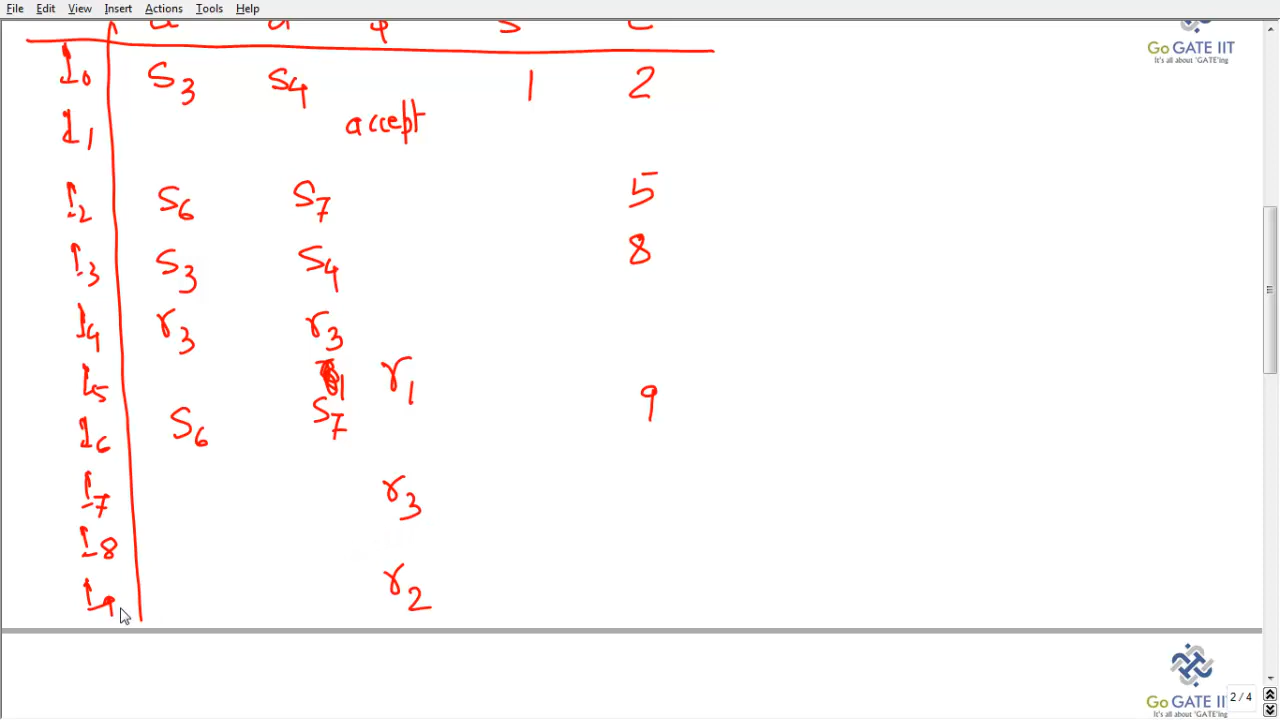 File Edit View Insert Actions Tools Help
Go GATE IIT
It's all about 'GATE'ing
I0 S3 S4 1 2
I1 accept
I2 S6 S7 5
I3 S3 S4 8
I4 r3 r3
I5 r1
I6 S6 S7 9
I7 r3
I8
I9 r2
2 / 4
Go GATE II
It's all about 'GATE'ing